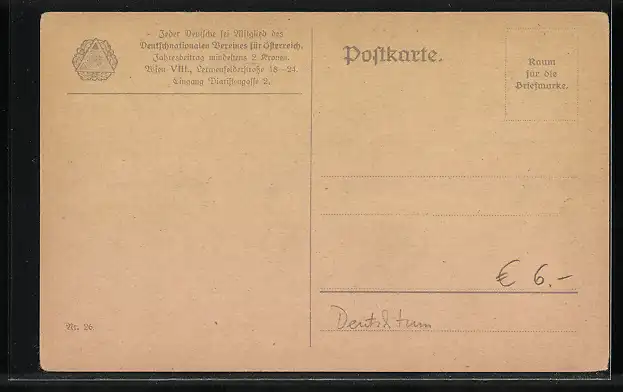 Jeder Deutsche sei Mitglied des
Deutschnationalen Vereines für Österreich.
Jahresbeitrag mindestens 2 Kronen.
Wien VIII., Lerchenfelderstraße 18—24.
Eingang Piaristengasse 2.
Postkarte.
Raum
für die
Briefmarke.
€ 6.-
Deutschtum
Nr. 26